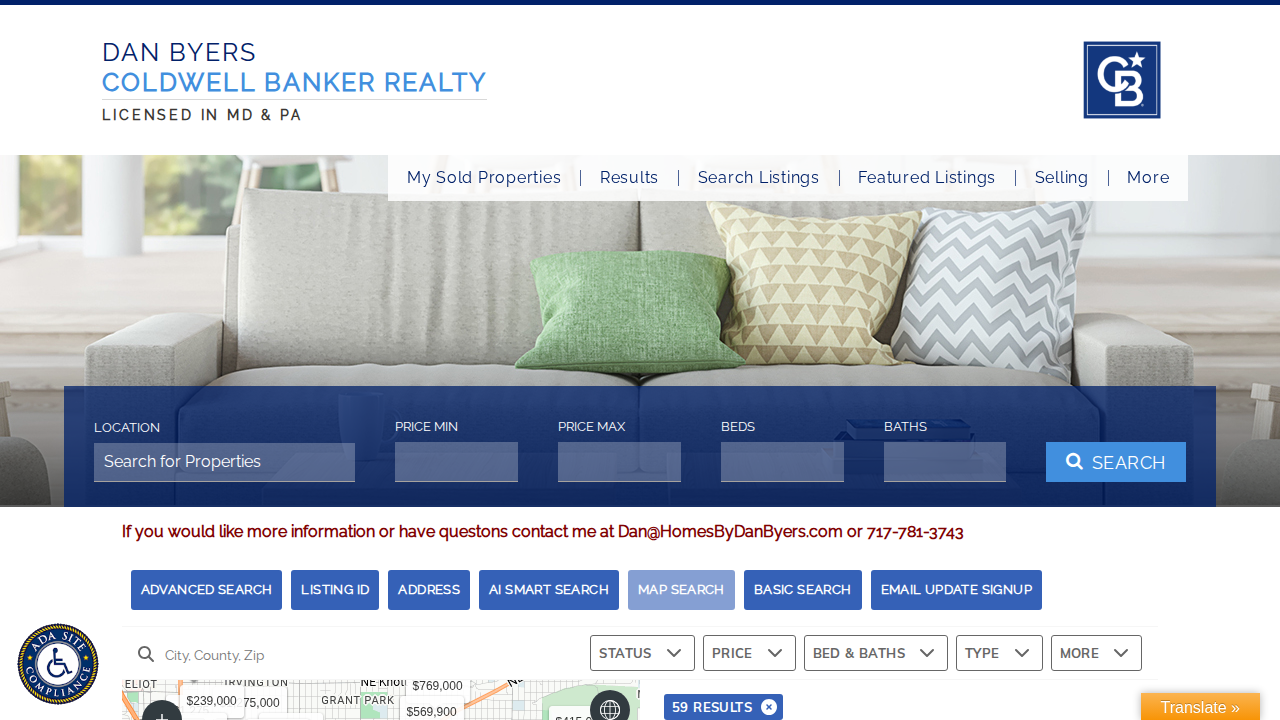 DAN BYERS
COLDWELL BANKER REALTY
LICENSED IN MD & PA
CB
My Sold Properties
Results
Search Listings
Featured Listings
Selling
More
LOCATION
PRICE MIN
PRICE MAX
BEDS
BATHS
Search for Properties
SEARCH
If you would like more information or have questons contact me at Dan@HomesByDanByers.com or 717-781-3743
ADVANCED SEARCH
LISTING ID
ADDRESS
AI SMART SEARCH
MAP SEARCH
BASIC SEARCH
EMAIL UPDATE SIGNUP
ADA SITE COMPLIANCE
City, County, Zip
STATUS
PRICE
BED & BATHS
TYPE
MORE
ELIOT
IRVINGTON
$239,000
75,000
GRANT PARK
$769,000
$569,900
59 RESULTS
Translate »